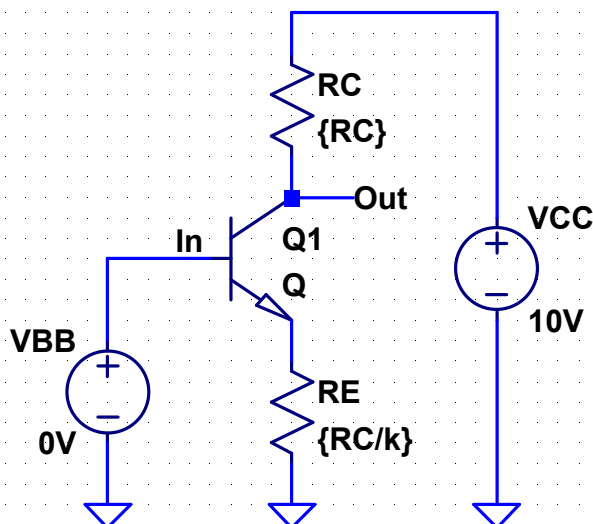 RC
{RC}
Out
In
Q1
VCC
Q
10V
VBB
RE
0V
{RC/k}